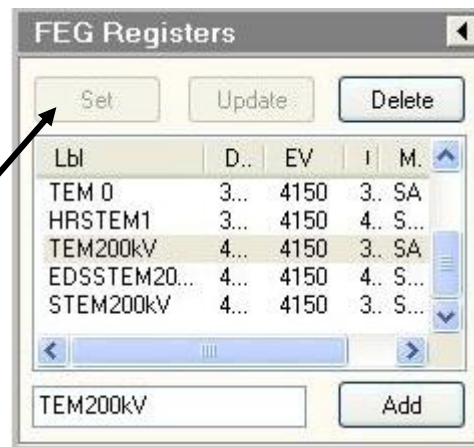 FEG Registers
Set Update Delete
Lbl D.. EV I M.
TEM 0 3... 4150 3.. SA
HRSTEM1 3... 4150 4.. S...
TEM200kV 4... 4150 3.. SA
EDSSTEM20... 4... 4150 4.. S...
STEM200kV 4... 4150 3.. S...
TEM200kV Add